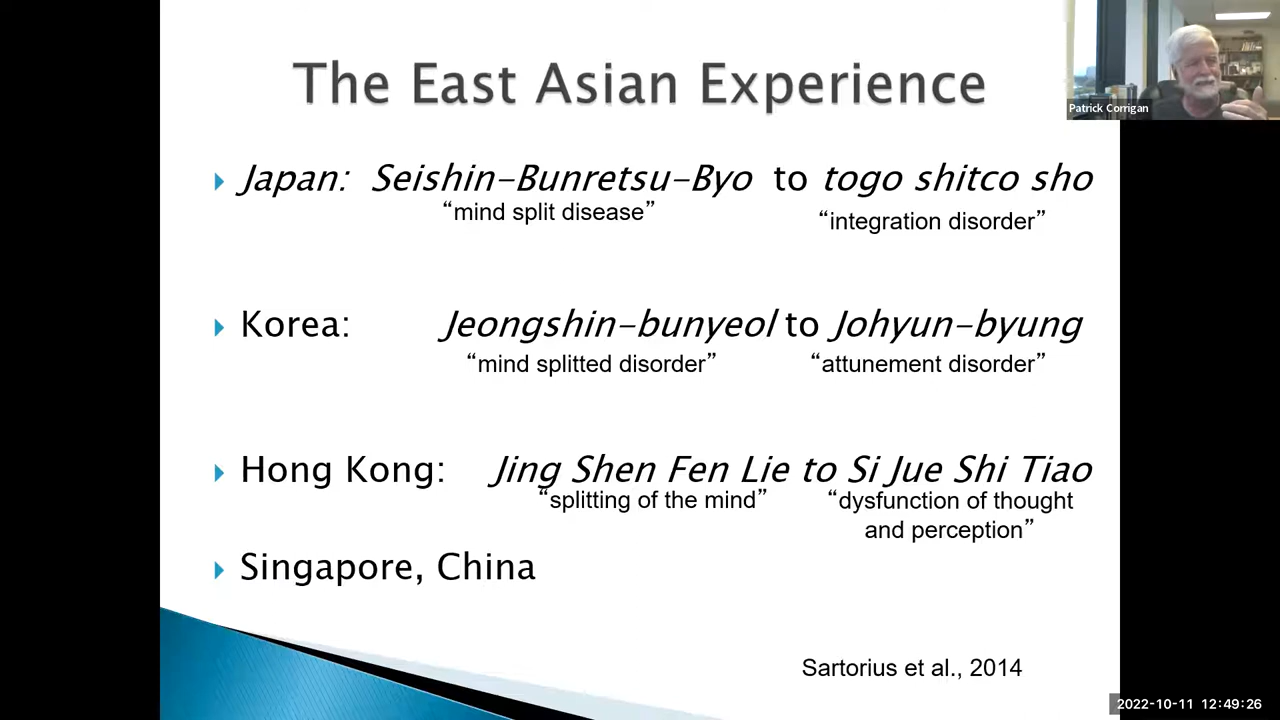 The East Asian Experience
Patrick Corrigan
Japan: Seishin-Bunretsu-Byo to togo shitco sho
“mind split disease” “integration disorder”
Korea: Jeongshin-bunyeol to Johyun-byung
“mind splitted disorder” “attunement disorder”
Hong Kong: Jing Shen Fen Lie to Si Jue Shi Tiao
“splitting of the mind” “dysfunction of thought
and perception”
Singapore, China
Sartorius et al., 2014
2022-10-11 12:49:26